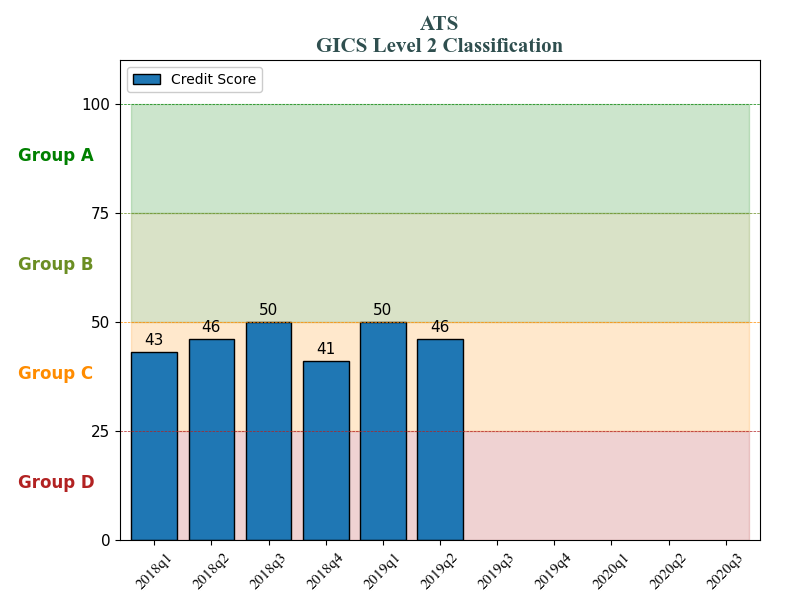 ATS
GICS Level 2 Classification
Credit Score
100
Group A
75
Group B
50
50
50
46
46
43
41
Group C
25
Group D
0
2018q1
2018q2
2018q3
2018q4
2019q1
2019q2
2019q3
2019q4
2020q1
2020q2
2020q3